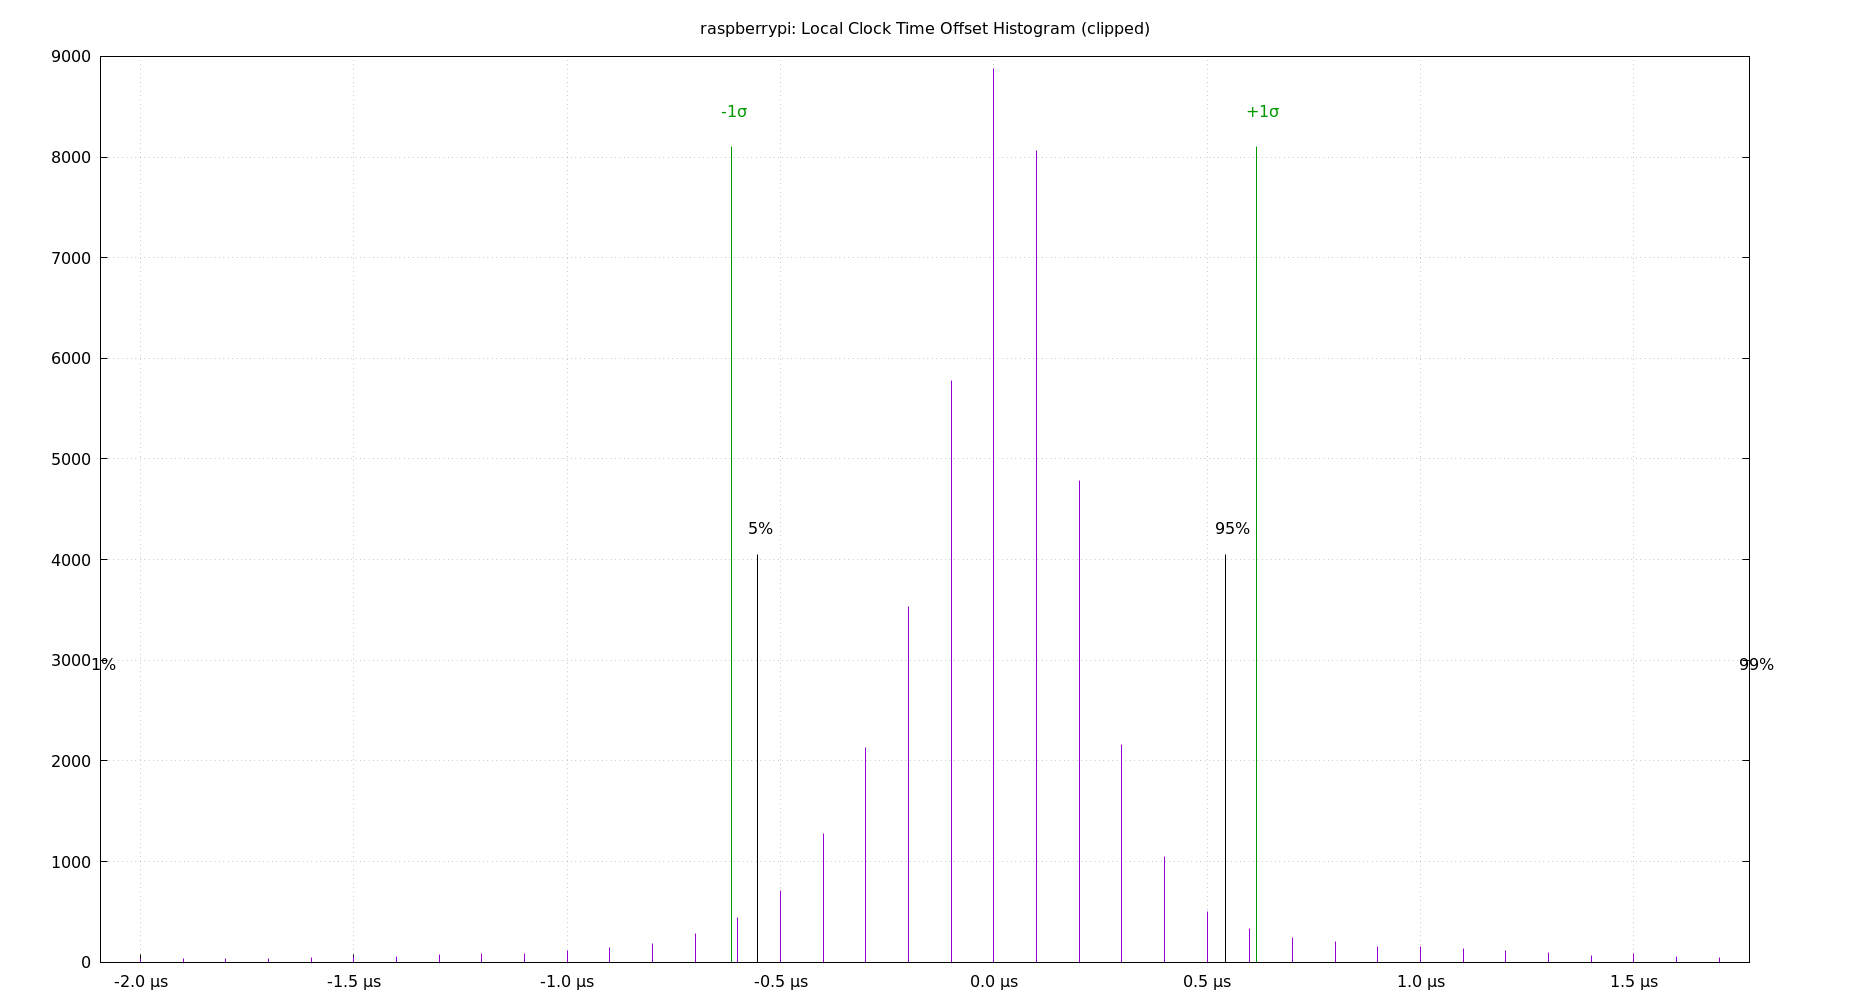 raspberrypi: Local Clock Time Offset Histogram (clipped)
9000
-1σ
+1σ
8000
7000
6000
5000
5%
95%
4000
3000
1%
99%
2000
1000
0
-2.0 µs
-1.5 µs
-1.0 µs
-0.5 µs
0.0 µs
0.5 µs
1.0 µs
1.5 µs